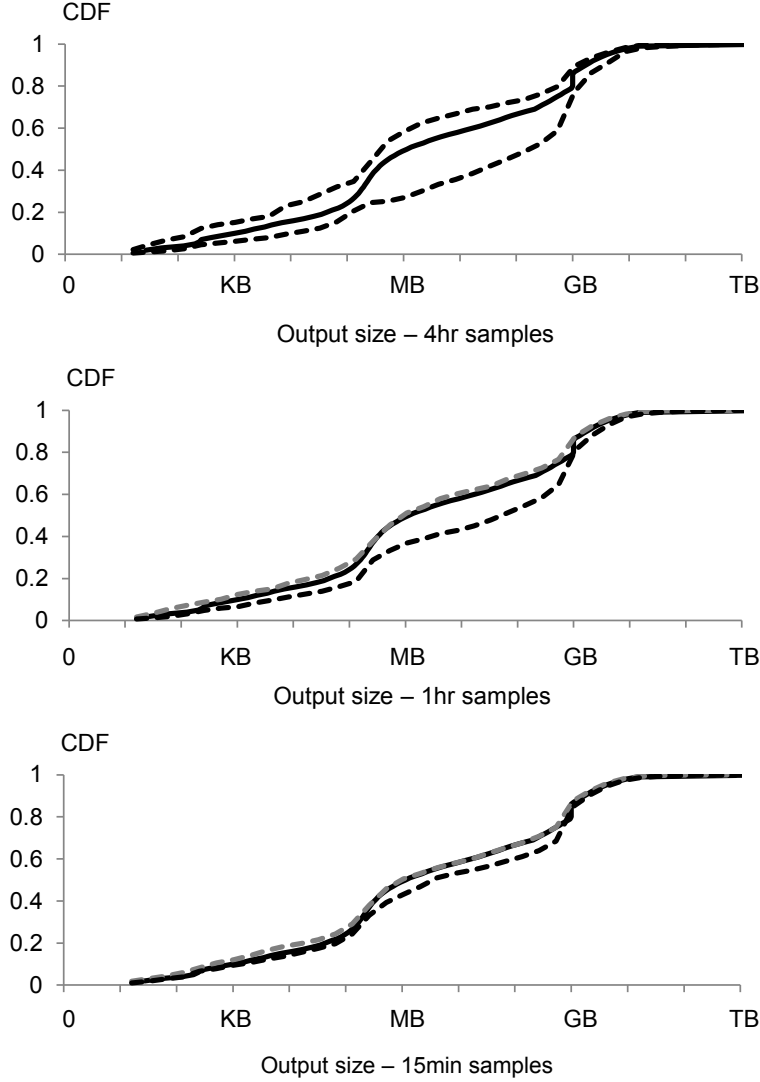 CDF
1
0.8
0.6
0.4
0.2
0
0 KB MB GB TB
Output size – 4hr samples
CDF
1
0.8
0.6
0.4
0.2
0
0 KB MB GB TB
Output size – 1hr samples
CDF
1
0.8
0.6
0.4
0.2
0
0 KB MB GB TB
Output size – 15min samples